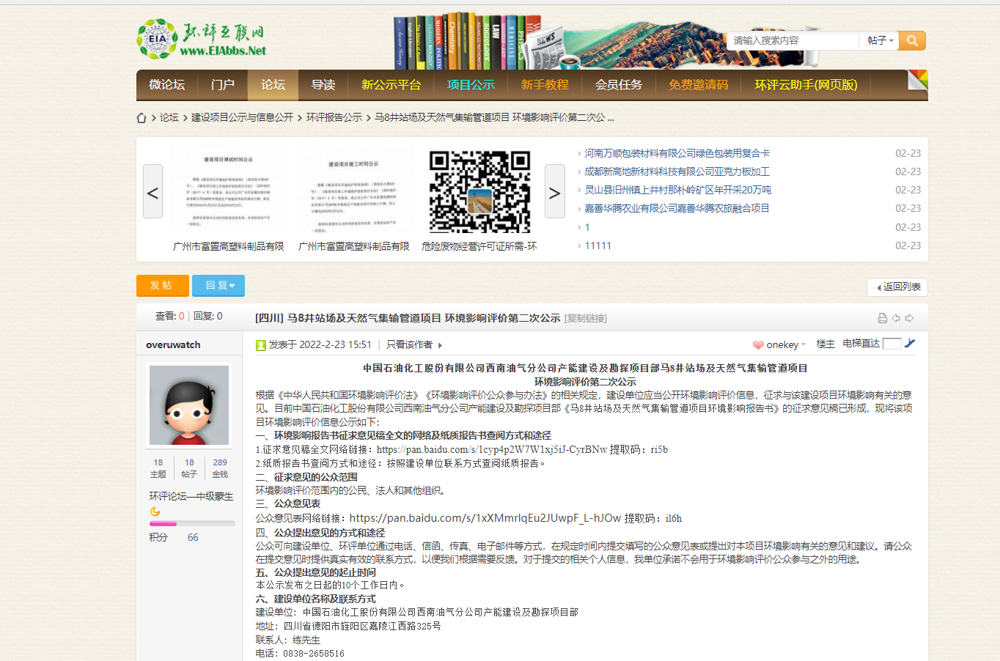 EIA
环评互联网
www.EIAbbs.Net
LAW
NEWS
请输入搜索内容
帖子
微论坛
门户
论坛
导读
新公示平台
项目公示
新手教程
会员任务
免费邀请码
环评云助手(网页版)
论坛 > 建设项目公示与信息公开 > 环评报告公示 > 马8井站场及天然气集输管道项目 环境影响评价第二次公 ...
建设项目调试时间公示
建设项目竣工时间公示
<
>
广州市富置高塑料制品有限
广州市富置高塑料制品有限
危险废物经营许可证所需-环
河南万顺包装材料有限公司绿色包装用复合卡 02-23
成都新高地新材料科技有限公司亚克力板加工 02-23
灵山县旧州镇上井村那朴岭矿区年开采20万吨 02-23
嘉善华腾农业有限公司嘉善华腾农旅融合项目 02-23
1 02-23
11111 02-23
发帖
回复
返回列表
查看: 0 | 回复: 0
[四川] 马8井站场及天然气集输管道项目 环境影响评价第二次公示 [复制链接]
overuwatch
18 主题
18 帖子
289 金钱
环评论坛—中级蒙生
积分 66
发表于 2022-2-23 15:51 | 只看该作者
onekey
楼主
电梯直达
中国石油化工股份有限公司西南油气分公司产能建设及勘探项目部马8井站场及天然气集输管道项目
环境影响评价第二次公示
根据《中华人民共和国环境影响评价法》《环境影响评价公众参与办法》的相关规定，建设单位应当公开环境影响评价信息，征求与该建设项目环境影响有关的意
见。目前中国石油化工股份有限公司西南油气分公司产能建设及勘探项目部《马8井站场及天然气集输管道项目环境影响报告书》的征求意见稿已形成，现将该项
目环境影响评价信息公示如下：
一、环境影响报告书征求意见稿全文的网络及纸质报告书查阅方式和途径
1.征求意见稿全文网络链接：https://pan.baidu.com/s/1cyp4p2W7W1xj5iJ-CyrBNw 提取码：ri5b
2.纸质报告书查阅方式和途径：按照建设单位联系方式查阅纸质报告。
二、征求意见的公众范围
环境影响评价范围内的公民、法人和其他组织。
三、公众意见表
公众意见表网络链接：https://pan.baidu.com/s/1xXMmrlqEu2JUwpF_L-hJOw 提取码：il6h
四、公众提出意见的方式和途径
公众可向建设单位、环评单位通过电话、信函、传真、电子邮件等方式，在规定时间内提交填写的公众意见表或提出对本项目环境影响有关的意见和建议。请公众
在提交意见时提供真实有效的联系方式，以便我们根据需要反馈。对于提交的相关个人信息，我单位承诺不会用于环境影响评价公众参与之外的用途。
五、公众提出意见的起止时间
本公示发布之日起的10个工作日内。
六、建设单位名称及联系方式
建设单位：中国石油化工股份有限公司西南油气分公司产能建设及勘探项目部
地址：四川省德阳市旌阳区嘉陵江西路325号
联系人：练先生
电话：0838-2658516